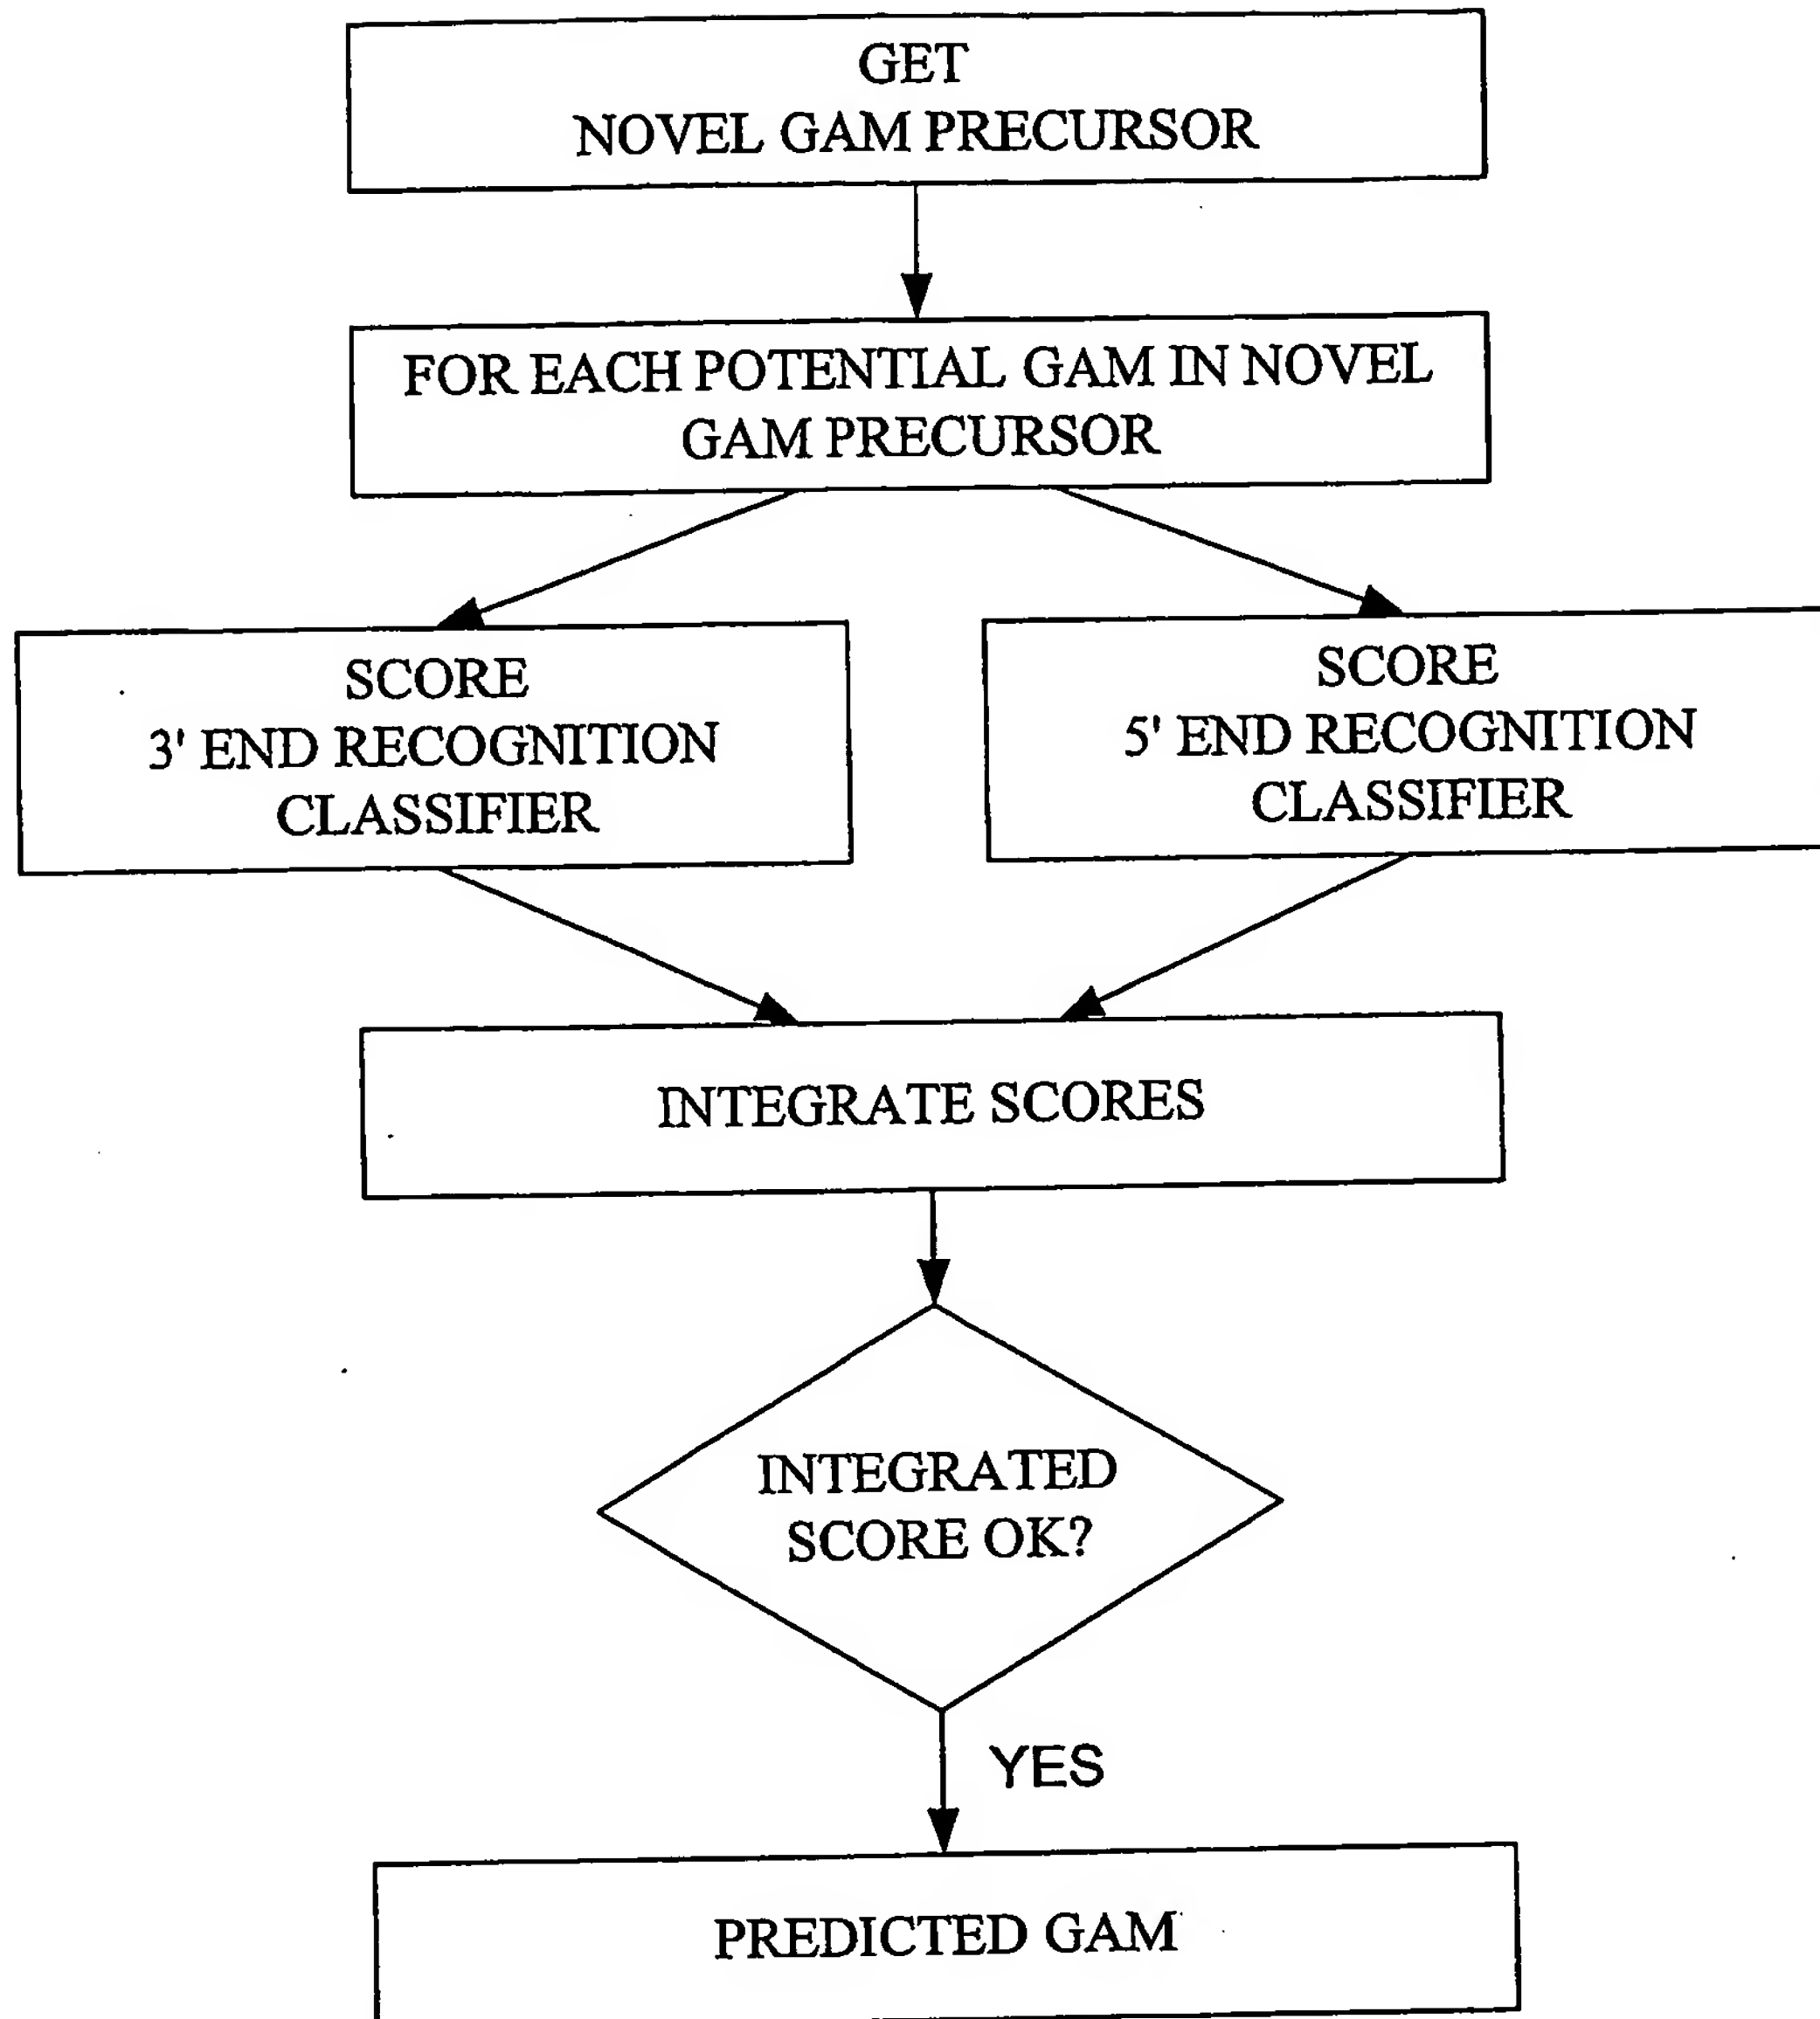 GET
NOVEL GAM PRECURSOR
FOR EACH POTENTIAL GAM IN NOVEL
GAM PRECURSOR
SCORE
3' END RECOGNITION
CLASSIFIER
SCORE
5' END RECOGNITION
CLASSIFIER
INTEGRATE SCORES
INTEGRATED
SCORE OK?
YES
PREDICTED GAM